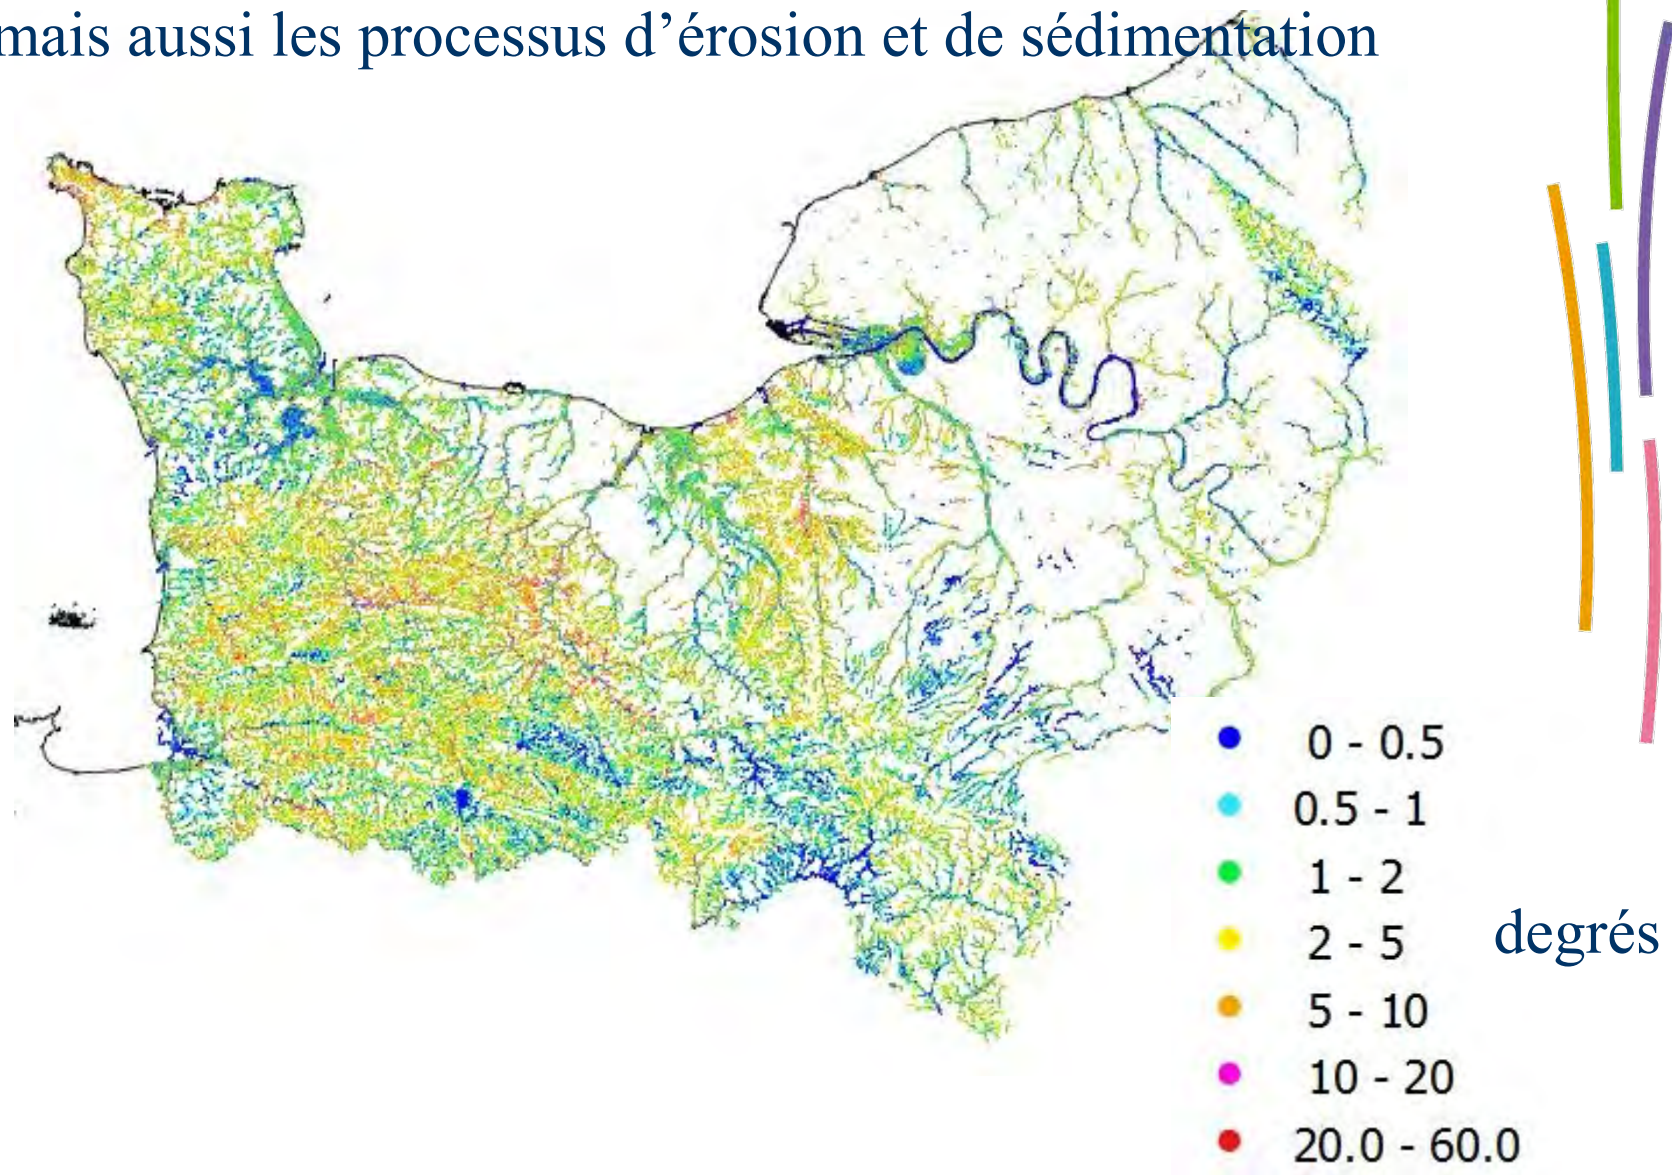 mais aussi les processus d’érosion et de sédimentation
0 - 0.5
0.5 - 1
1 - 2
2 - 5
degrés
5 - 10
10 - 20
20.0 - 60.0